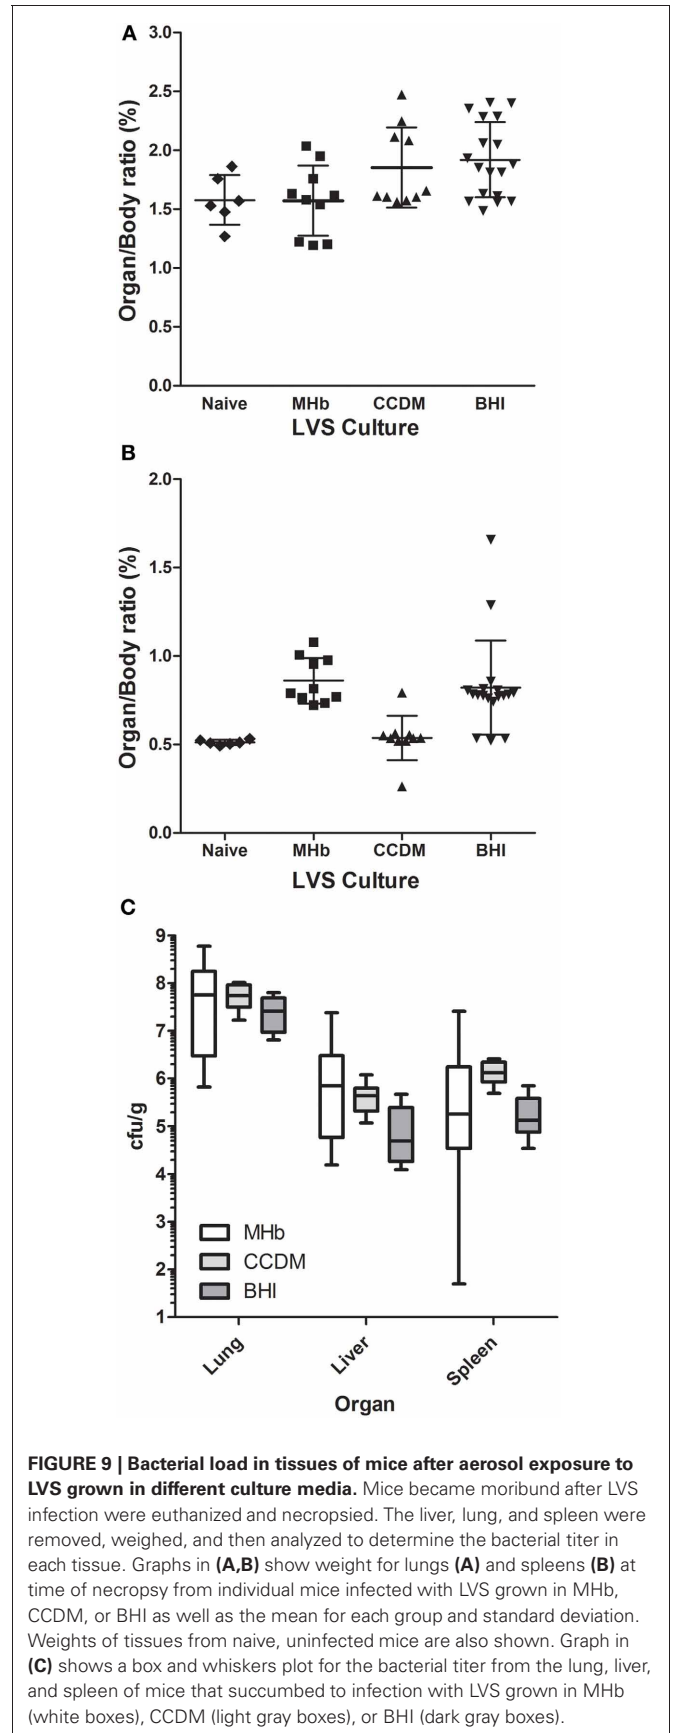 A
3.0
2.5
2.0
1.5
1.0
0.5
0.0
Organ/Body ratio (%)
Naive MHb CCDM BHI
LVS Culture
B
2.0
1.5
1.0
0.5
0.0
Organ/Body ratio (%)
Naive MHb CCDM BHI
LVS Culture
C
9
8
7
6
5
4
3
2
1
cfu/g
MHb
CCDM
BHI
Lung Liver Spleen
Organ
FIGURE 9 | Bacterial load in tissues of mice after aerosol exposure to
LVS grown in different culture media. Mice became moribund after LVS
infection were euthanized and necropsied. The liver, lung, and spleen were
removed, weighed, and then analyzed to determine the bacterial titer in
each tissue. Graphs in (A,B) show weight for lungs (A) and spleens (B) at
time of necropsy from individual mice infected with LVS grown in MHb,
CCDM, or BHI as well as the mean for each group and standard deviation.
Weights of tissues from naive, uninfected mice are also shown. Graph in
(C) shows a box and whiskers plot for the bacterial titer from the lung, liver,
and spleen of mice that succumbed to infection with LVS grown in MHb
(white boxes), CCDM (light gray boxes), or BHI (dark gray boxes).